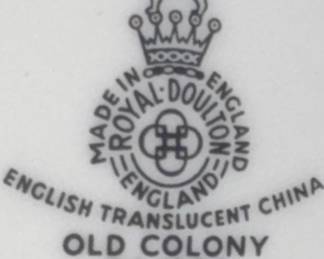 MADE IN ENGLAND
ROYAL·DOULTON
ENGLAND
ENGLISH TRANSLUCENT CHINA
OLD COLONY